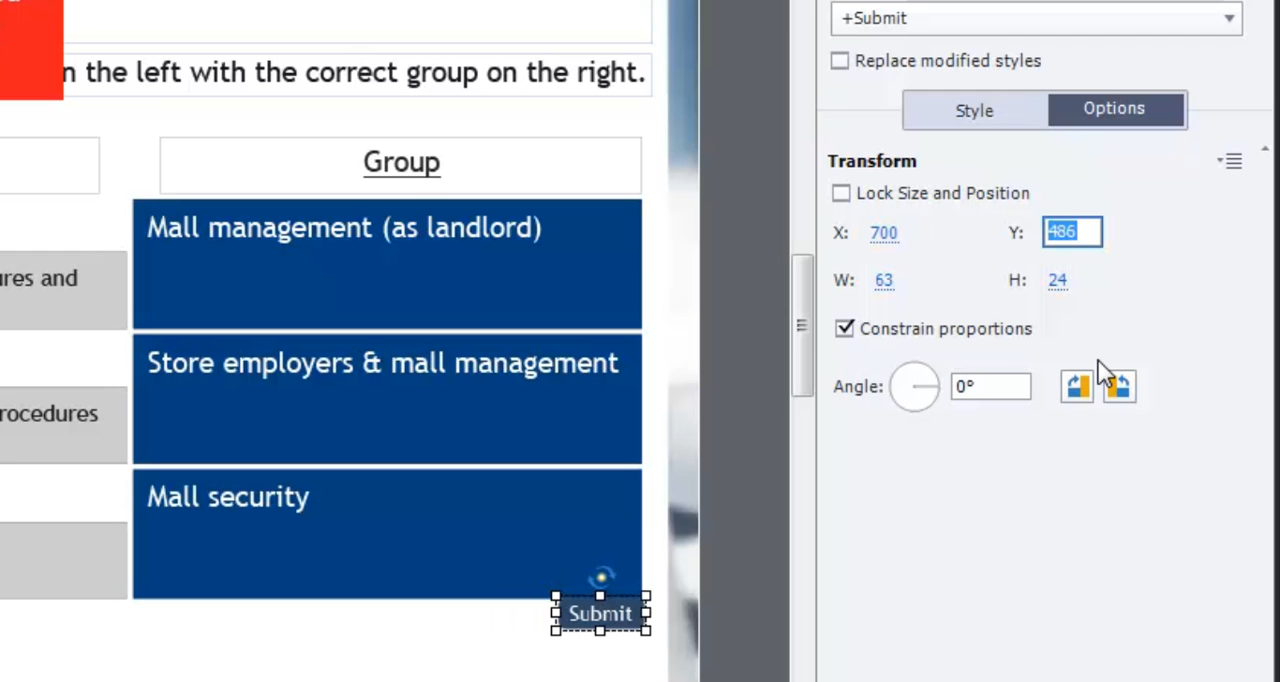 +Submit
Replace modified styles
n the left with the correct group on the right.
Style
Options
Transform
Group
Lock Size and Position
Mall management (as landlord)
X: 700 Y: 486
ures and
W: 63 H: 24
Constrain proportions
Store employers & mall management
Angle: 0°
rocedures
Mall security
Submit